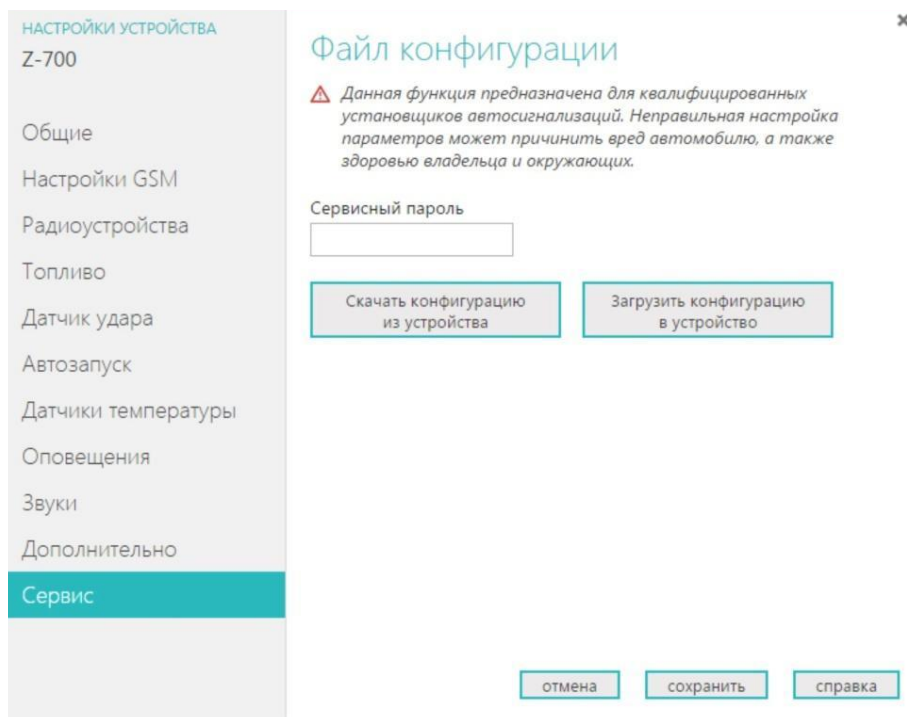 НАСТРОЙКИ УСТРОЙСТВА
Z-700
Общие
Настройки GSM
Радиоустройства
Топливо
Датчик удара
Автозапуск
Датчики температуры
Оповещения
Звуки
Дополнительно
Сервис
Файл конфигурации
Данная функция предназначена для квалифицированных
установщиков автосигнализаций. Неправильная настройка
параметров может причинить вред автомобилю, а также
здоровью владельца и окружающих.
Сервисный пароль
Скачать конфигурацию
из устройства
Загрузить конфигурацию
в устройство
отмена
сохранить
справка